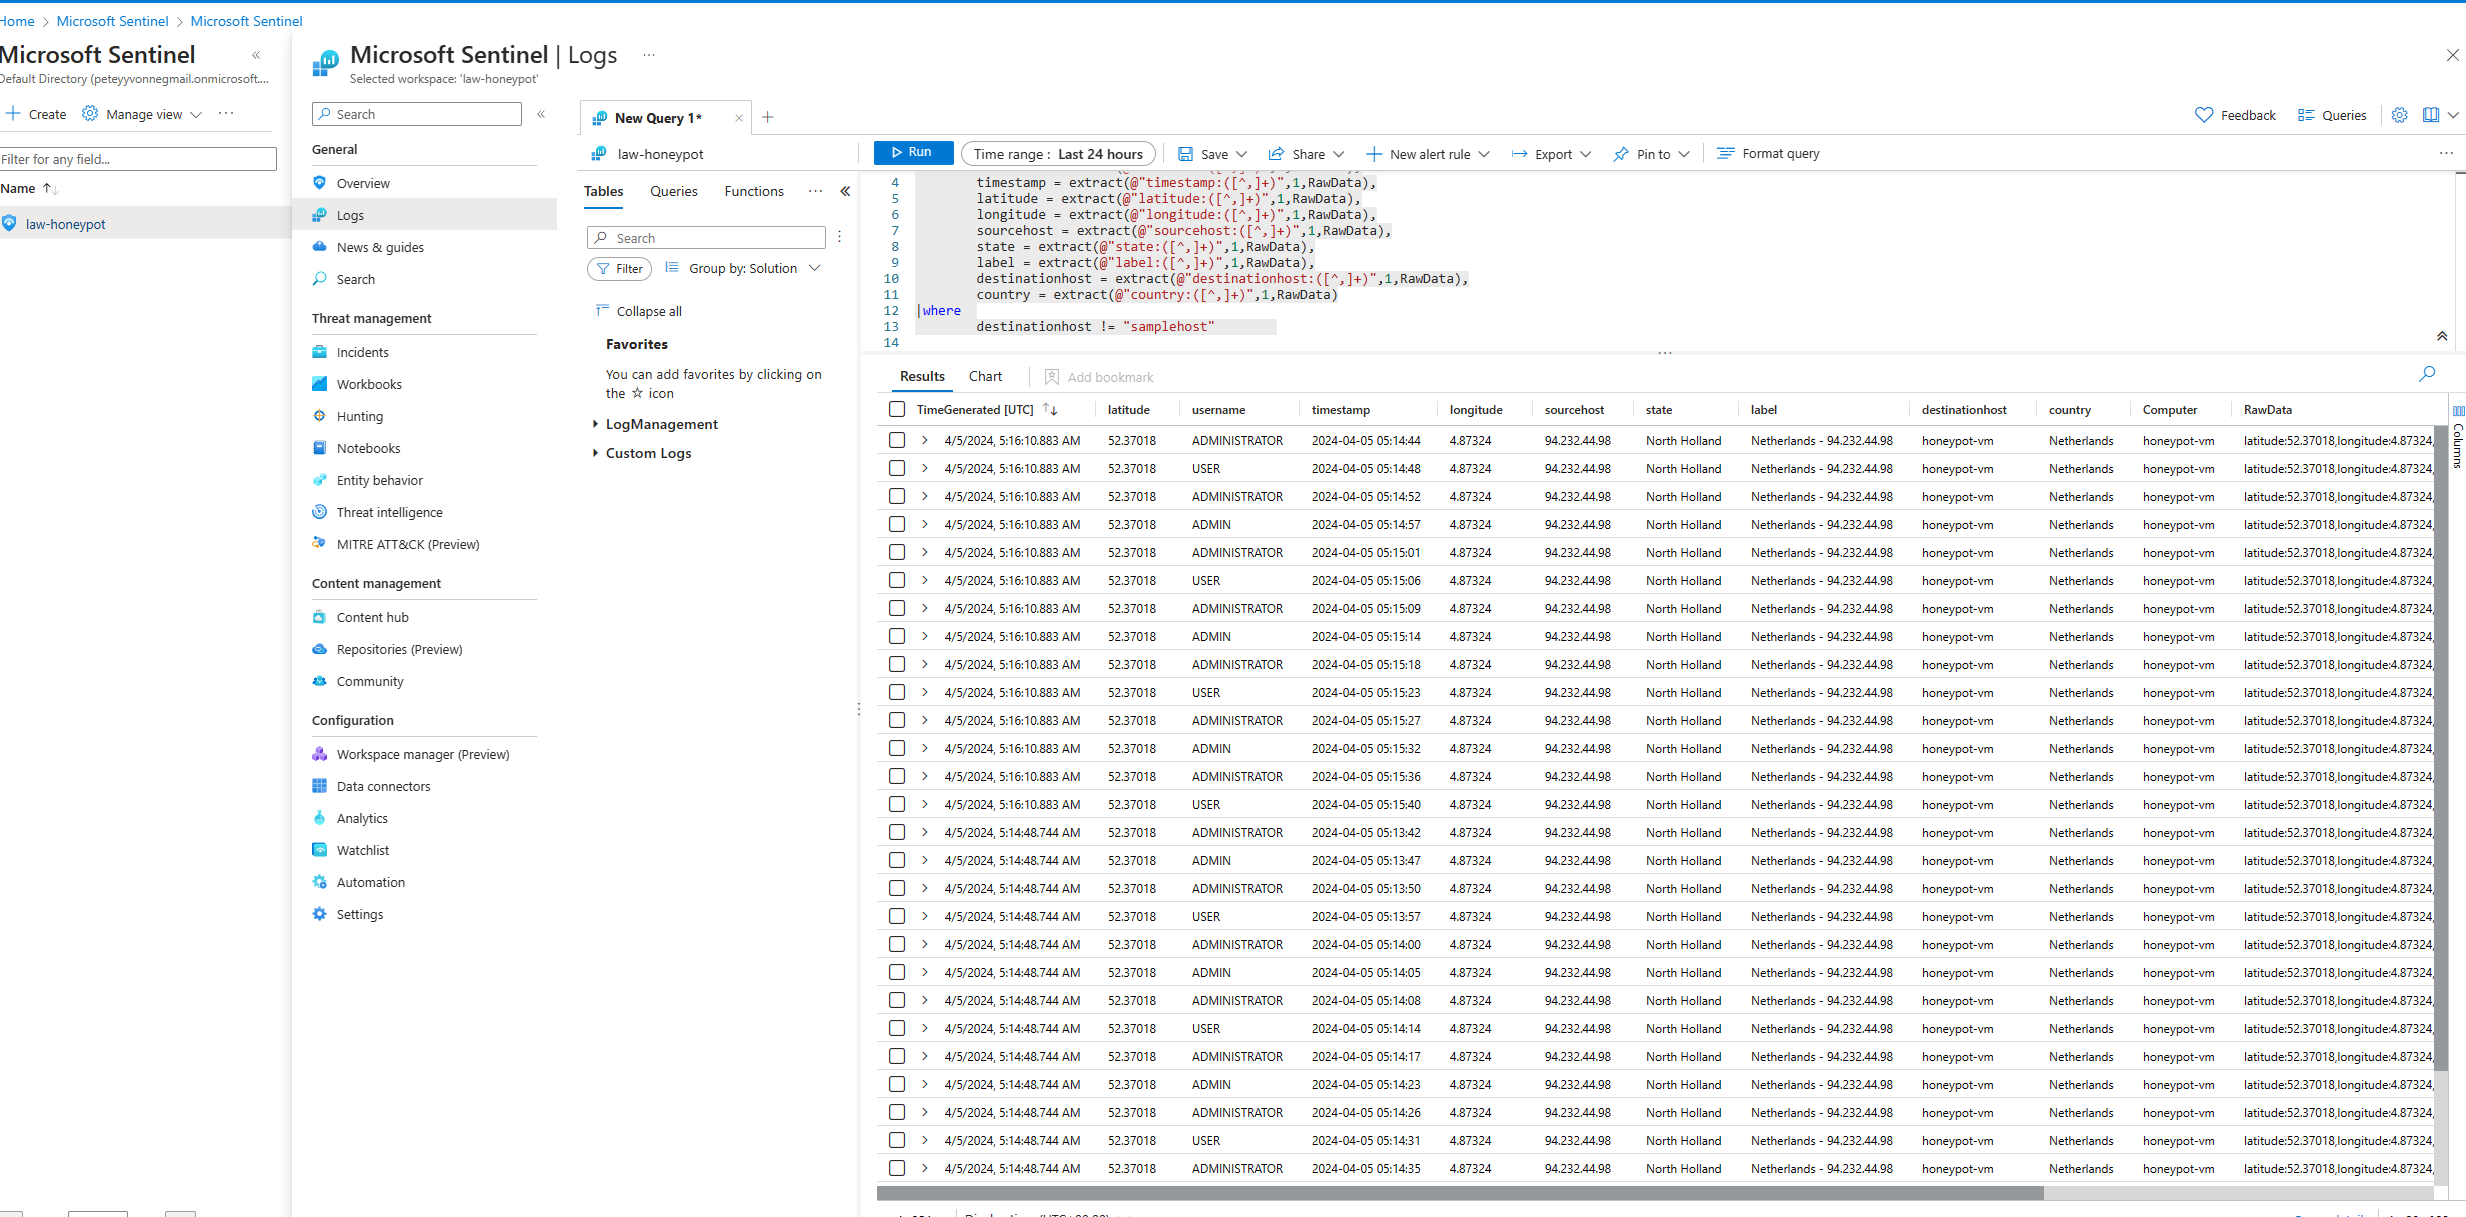 Home > Microsoft Sentinel > Microsoft Sentinel
Microsoft Sentinel «
Default Directory (peteyyvonnegmail.onmicrosoft....
+ Create Manage view ···
Filter for any field...
Name ↑↓
law-honeypot
Microsoft Sentinel | Logs ···
Selected workspace: 'law-honeypot'
Search «
General
Overview
Logs
News & guides
Search
Threat management
Incidents
Workbooks
Hunting
Notebooks
Entity behavior
Threat intelligence
MITRE ATT&CK (Preview)
Content management
Content hub
Repositories (Preview)
Community
Configuration
Workspace manager (Preview)
Data connectors
Analytics
Watchlist
Automation
Settings
New Query 1* × +
Feedback Queries
law-honeypot
Run Time range : Last 24 hours Save Share New alert rule Export Pin to Format query ···
Tables Queries Functions ··· «
Search
Filter Group by: Solution
Collapse all
Favorites
You can add favorites by clicking on
the ☆ icon
LogManagement
Custom Logs
4 timestamp = extract(@"timestamp:([^,]+)",1,RawData),
5 latitude = extract(@"latitude:([^,]+)",1,RawData),
6 longitude = extract(@"longitude:([^,]+)",1,RawData),
7 sourcehost = extract(@"sourcehost:([^,]+)",1,RawData),
8 state = extract(@"state:([^,]+)",1,RawData),
9 label = extract(@"label:([^,]+)",1,RawData),
10 destinationhost = extract(@"destinationhost:([^,]+)",1,RawData),
11 country = extract(@"country:([^,]+)",1,RawData)
12 |where
13 destinationhost != "samplehost"
14
Results Chart Add bookmark
TimeGenerated [UTC] ↑↓ latitude username timestamp longitude sourcehost state label destinationhost country Computer RawData
4/5/2024, 5:16:10.883 AM 52.37018 ADMINISTRATOR 2024-04-05 05:14:44 4.87324 94.232.44.98 North Holland Netherlands - 94.232.44.98 honeypot-vm Netherlands honeypot-vm latitude:52.37018,longitude:4.87324,
4/5/2024, 5:16:10.883 AM 52.37018 USER 2024-04-05 05:14:48 4.87324 94.232.44.98 North Holland Netherlands - 94.232.44.98 honeypot-vm Netherlands honeypot-vm latitude:52.37018,longitude:4.87324,
4/5/2024, 5:16:10.883 AM 52.37018 ADMINISTRATOR 2024-04-05 05:14:52 4.87324 94.232.44.98 North Holland Netherlands - 94.232.44.98 honeypot-vm Netherlands honeypot-vm latitude:52.37018,longitude:4.87324,
4/5/2024, 5:16:10.883 AM 52.37018 ADMIN 2024-04-05 05:14:57 4.87324 94.232.44.98 North Holland Netherlands - 94.232.44.98 honeypot-vm Netherlands honeypot-vm latitude:52.37018,longitude:4.87324,
4/5/2024, 5:16:10.883 AM 52.37018 ADMINISTRATOR 2024-04-05 05:15:01 4.87324 94.232.44.98 North Holland Netherlands - 94.232.44.98 honeypot-vm Netherlands honeypot-vm latitude:52.37018,longitude:4.87324,
4/5/2024, 5:16:10.883 AM 52.37018 USER 2024-04-05 05:15:06 4.87324 94.232.44.98 North Holland Netherlands - 94.232.44.98 honeypot-vm Netherlands honeypot-vm latitude:52.37018,longitude:4.87324,
4/5/2024, 5:16:10.883 AM 52.37018 ADMINISTRATOR 2024-04-05 05:15:09 4.87324 94.232.44.98 North Holland Netherlands - 94.232.44.98 honeypot-vm Netherlands honeypot-vm latitude:52.37018,longitude:4.87324,
4/5/2024, 5:16:10.883 AM 52.37018 ADMIN 2024-04-05 05:15:14 4.87324 94.232.44.98 North Holland Netherlands - 94.232.44.98 honeypot-vm Netherlands honeypot-vm latitude:52.37018,longitude:4.87324,
4/5/2024, 5:16:10.883 AM 52.37018 ADMINISTRATOR 2024-04-05 05:15:18 4.87324 94.232.44.98 North Holland Netherlands - 94.232.44.98 honeypot-vm Netherlands honeypot-vm latitude:52.37018,longitude:4.87324,
4/5/2024, 5:16:10.883 AM 52.37018 USER 2024-04-05 05:15:23 4.87324 94.232.44.98 North Holland Netherlands - 94.232.44.98 honeypot-vm Netherlands honeypot-vm latitude:52.37018,longitude:4.87324,
4/5/2024, 5:16:10.883 AM 52.37018 ADMINISTRATOR 2024-04-05 05:15:27 4.87324 94.232.44.98 North Holland Netherlands - 94.232.44.98 honeypot-vm Netherlands honeypot-vm latitude:52.37018,longitude:4.87324,
4/5/2024, 5:16:10.883 AM 52.37018 ADMIN 2024-04-05 05:15:32 4.87324 94.232.44.98 North Holland Netherlands - 94.232.44.98 honeypot-vm Netherlands honeypot-vm latitude:52.37018,longitude:4.87324,
4/5/2024, 5:16:10.883 AM 52.37018 ADMINISTRATOR 2024-04-05 05:15:36 4.87324 94.232.44.98 North Holland Netherlands - 94.232.44.98 honeypot-vm Netherlands honeypot-vm latitude:52.37018,longitude:4.87324,
4/5/2024, 5:16:10.883 AM 52.37018 USER 2024-04-05 05:15:40 4.87324 94.232.44.98 North Holland Netherlands - 94.232.44.98 honeypot-vm Netherlands honeypot-vm latitude:52.37018,longitude:4.87324,
4/5/2024, 5:14:48.744 AM 52.37018 ADMINISTRATOR 2024-04-05 05:13:42 4.87324 94.232.44.98 North Holland Netherlands - 94.232.44.98 honeypot-vm Netherlands honeypot-vm latitude:52.37018,longitude:4.87324,
4/5/2024, 5:14:48.744 AM 52.37018 ADMIN 2024-04-05 05:13:47 4.87324 94.232.44.98 North Holland Netherlands - 94.232.44.98 honeypot-vm Netherlands honeypot-vm latitude:52.37018,longitude:4.87324,
4/5/2024, 5:14:48.744 AM 52.37018 ADMINISTRATOR 2024-04-05 05:13:50 4.87324 94.232.44.98 North Holland Netherlands - 94.232.44.98 honeypot-vm Netherlands honeypot-vm latitude:52.37018,longitude:4.87324,
4/5/2024, 5:14:48.744 AM 52.37018 USER 2024-04-05 05:13:57 4.87324 94.232.44.98 North Holland Netherlands - 94.232.44.98 honeypot-vm Netherlands honeypot-vm latitude:52.37018,longitude:4.87324,
4/5/2024, 5:14:48.744 AM 52.37018 ADMINISTRATOR 2024-04-05 05:14:00 4.87324 94.232.44.98 North Holland Netherlands - 94.232.44.98 honeypot-vm Netherlands honeypot-vm latitude:52.37018,longitude:4.87324,
4/5/2024, 5:14:48.744 AM 52.37018 ADMIN 2024-04-05 05:14:05 4.87324 94.232.44.98 North Holland Netherlands - 94.232.44.98 honeypot-vm Netherlands honeypot-vm latitude:52.37018,longitude:4.87324,
4/5/2024, 5:14:48.744 AM 52.37018 ADMINISTRATOR 2024-04-05 05:14:08 4.87324 94.232.44.98 North Holland Netherlands - 94.232.44.98 honeypot-vm Netherlands honeypot-vm latitude:52.37018,longitude:4.87324,
4/5/2024, 5:14:48.744 AM 52.37018 USER 2024-04-05 05:14:14 4.87324 94.232.44.98 North Holland Netherlands - 94.232.44.98 honeypot-vm Netherlands honeypot-vm latitude:52.37018,longitude:4.87324,
4/5/2024, 5:14:48.744 AM 52.37018 ADMINISTRATOR 2024-04-05 05:14:17 4.87324 94.232.44.98 North Holland Netherlands - 94.232.44.98 honeypot-vm Netherlands honeypot-vm latitude:52.37018,longitude:4.87324,
4/5/2024, 5:14:48.744 AM 52.37018 ADMIN 2024-04-05 05:14:23 4.87324 94.232.44.98 North Holland Netherlands - 94.232.44.98 honeypot-vm Netherlands honeypot-vm latitude:52.37018,longitude:4.87324,
4/5/2024, 5:14:48.744 AM 52.37018 ADMINISTRATOR 2024-04-05 05:14:26 4.87324 94.232.44.98 North Holland Netherlands - 94.232.44.98 honeypot-vm Netherlands honeypot-vm latitude:52.37018,longitude:4.87324,
4/5/2024, 5:14:48.744 AM 52.37018 USER 2024-04-05 05:14:31 4.87324 94.232.44.98 North Holland Netherlands - 94.232.44.98 honeypot-vm Netherlands honeypot-vm latitude:52.37018,longitude:4.87324,
4/5/2024, 5:14:48.744 AM 52.37018 ADMINISTRATOR 2024-04-05 05:14:35 4.87324 94.232.44.98 North Holland Netherlands - 94.232.44.98 honeypot-vm Netherlands honeypot-vm latitude:52.37018,longitude:4.87324,
Columns